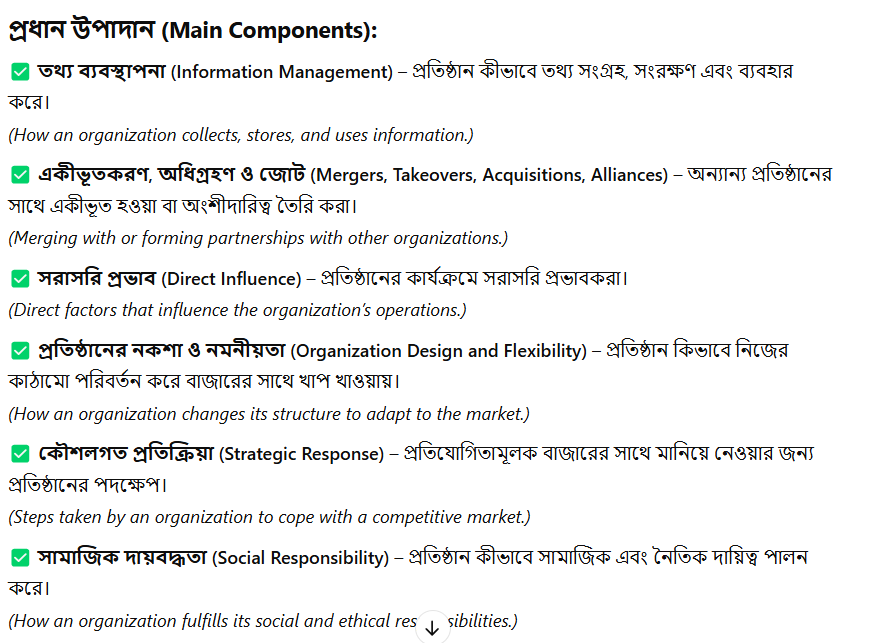 প্রধান উপাদান (Main Components):
✅ তথ্য ব্যবস্থাপনা (Information Management) – প্রতিষ্ঠান কীভাবে তথ্য সংগ্রহ, সংরক্ষণ এবং ব্যবহার
করে।
(How an organization collects, stores, and uses information.)
✅ একীভূতকরণ, অধিগ্রহণ ও জোট (Mergers, Takeovers, Acquisitions, Alliances) – অন্যান্য প্রতিষ্ঠানের
সাথে একীভূত হওয়া বা অংশীদারিত্ব তৈরি করা।
(Merging with or forming partnerships with other organizations.)
✅ সরাসরি প্রভাব (Direct Influence) – প্রতিষ্ঠানের কার্যক্রমে সরাসরি প্রভাবকরা।
(Direct factors that influence the organization’s operations.)
✅ প্রতিষ্ঠানের নকশা ও নমনীয়তা (Organization Design and Flexibility) – প্রতিষ্ঠান কিভাবে নিজের
কাঠামো পরিবর্তন করে বাজারের সাথে খাপ খাওয়ায়।
(How an organization changes its structure to adapt to the market.)
✅ কৌশলগত প্রতিক্রিয়া (Strategic Response) – প্রতিযোগিতামূলক বাজারের সাথে মানিয়ে নেওয়ার জন্য
প্রতিষ্ঠানের পদক্ষেপ।
(Steps taken by an organization to cope with a competitive market.)
✅ সামাজিক দায়বদ্ধতা (Social Responsibility) – প্রতিষ্ঠান কীভাবে সামাজিক এবং নৈতিক দায়িত্ব পালন
করে।
(How an organization fulfills its social and ethical